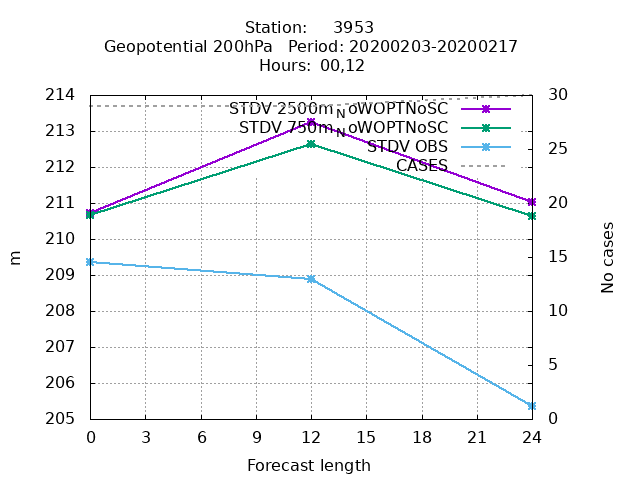 Station: 3953
Geopotential 200hPa Period: 20200203-20200217
Hours: 00,12
214
213
212
211
210
209
208
207
206
205
m
30
25
20
15
10
5
0
No cases
STDV 2500m_NoWOPTNoSC
STDV 750m_NoWOPTNoSC
STDV OBS
CASES
0 3 6 9 12 15 18 21 24
Forecast length